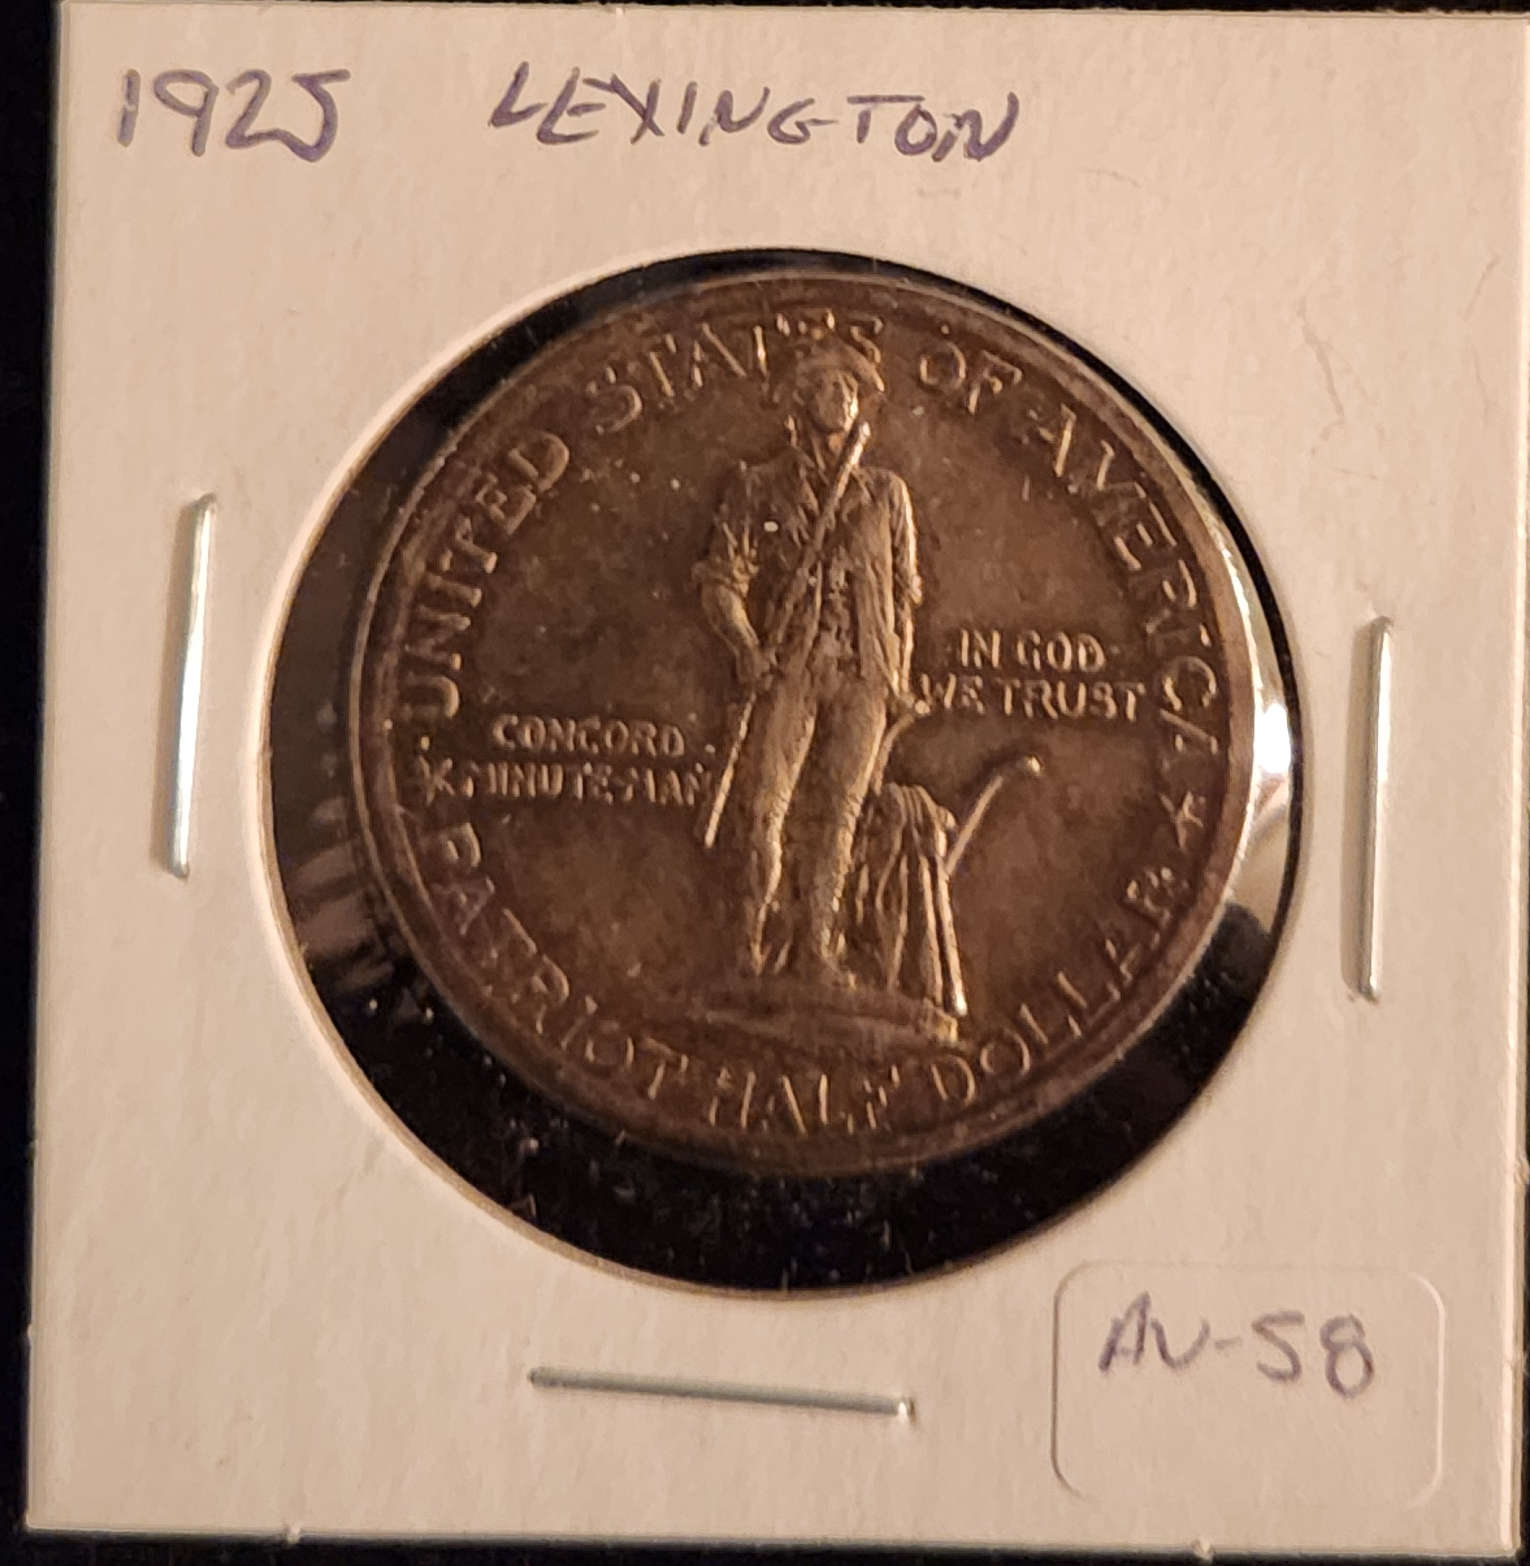 1925 LEXINGTON
UNITED STATES OF AMERICA
IN GOD
WE TRUST
CONCORD
MINUTE-MAN
PATRIOT HALF DOLLAR
AU-58